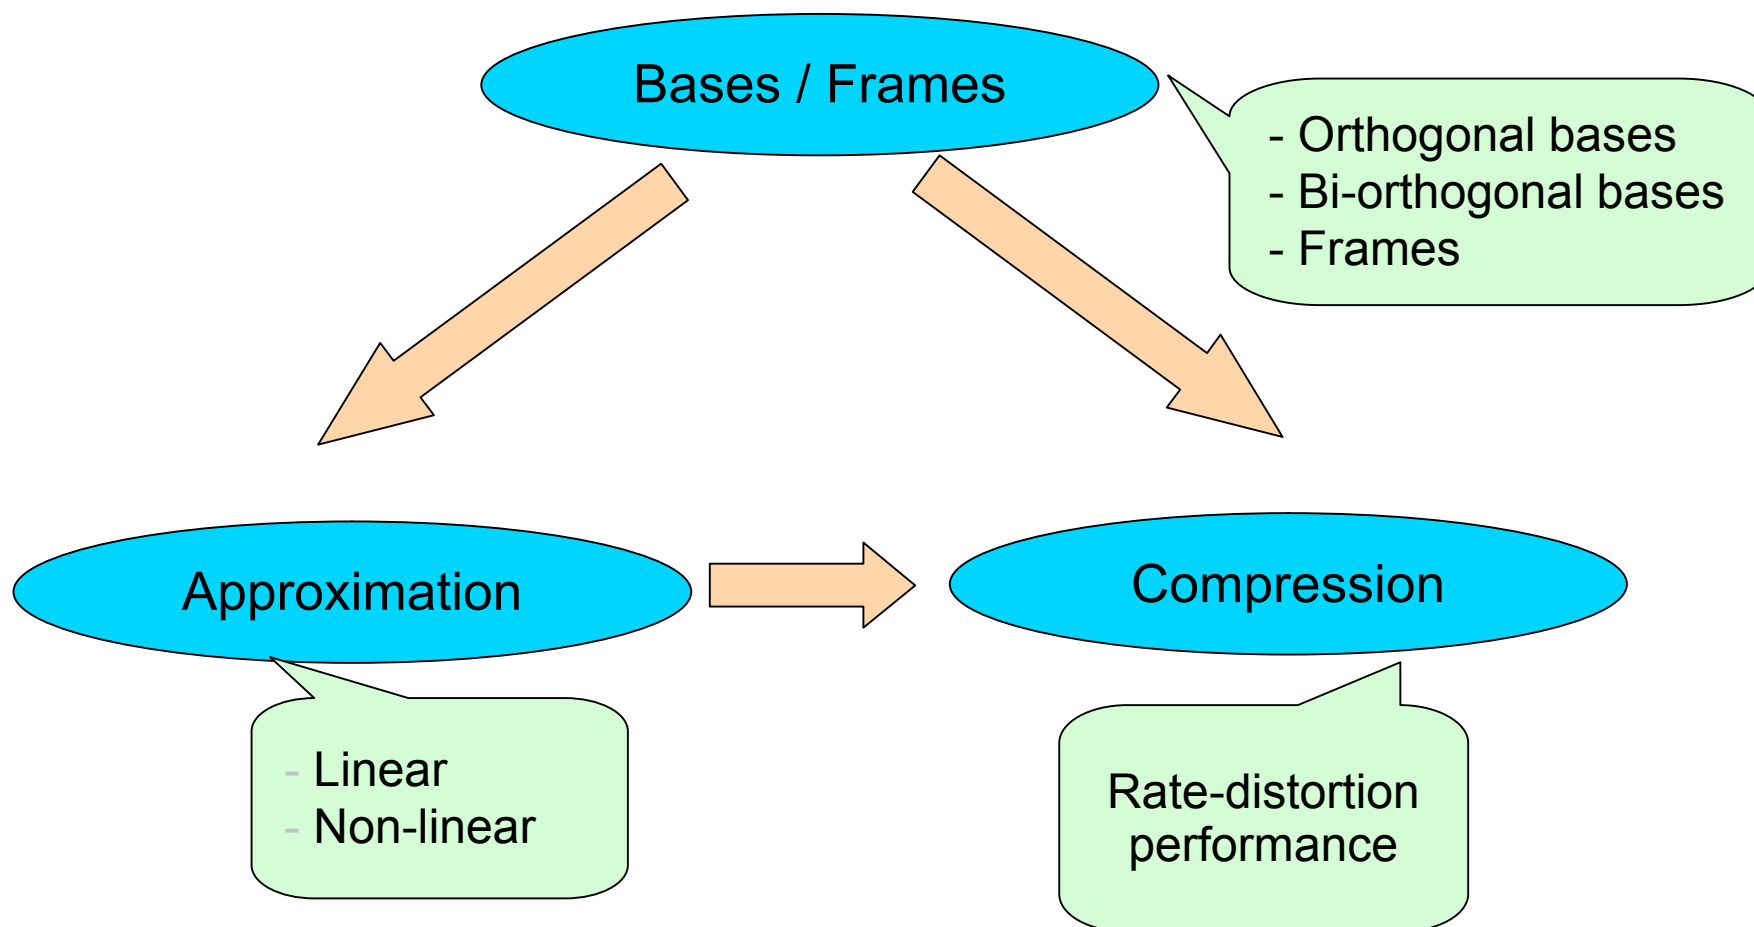 Bases / Frames
- Orthogonal bases
- Bi-orthogonal bases
- Frames
Approximation
Compression
- Linear
- Non-linear
Rate-distortion
performance